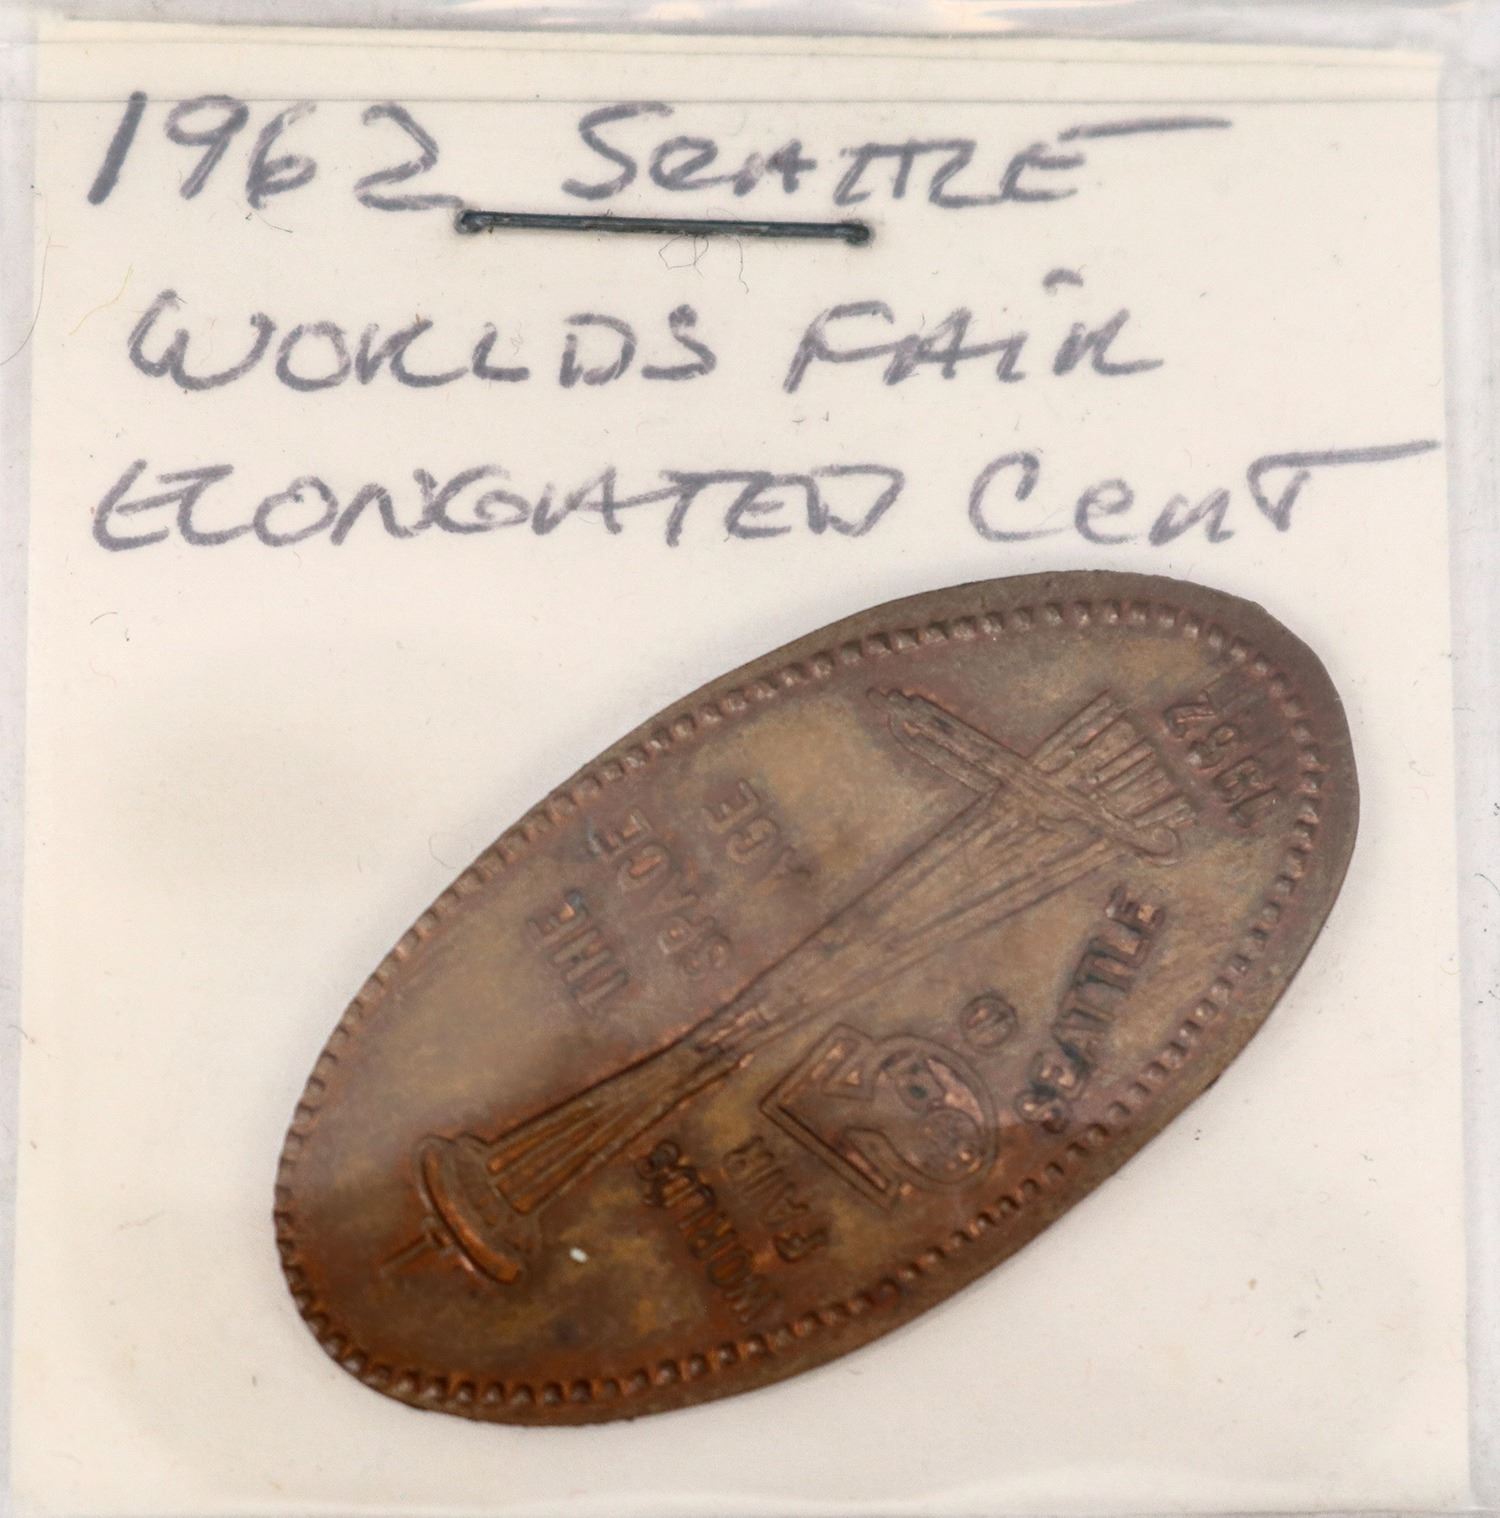 1962 SeATTLE
WORLDS FAiR
ELONGATED CenT
THE
SPACE
AGE
WORLDS
FAIR
SEATTLE
1962